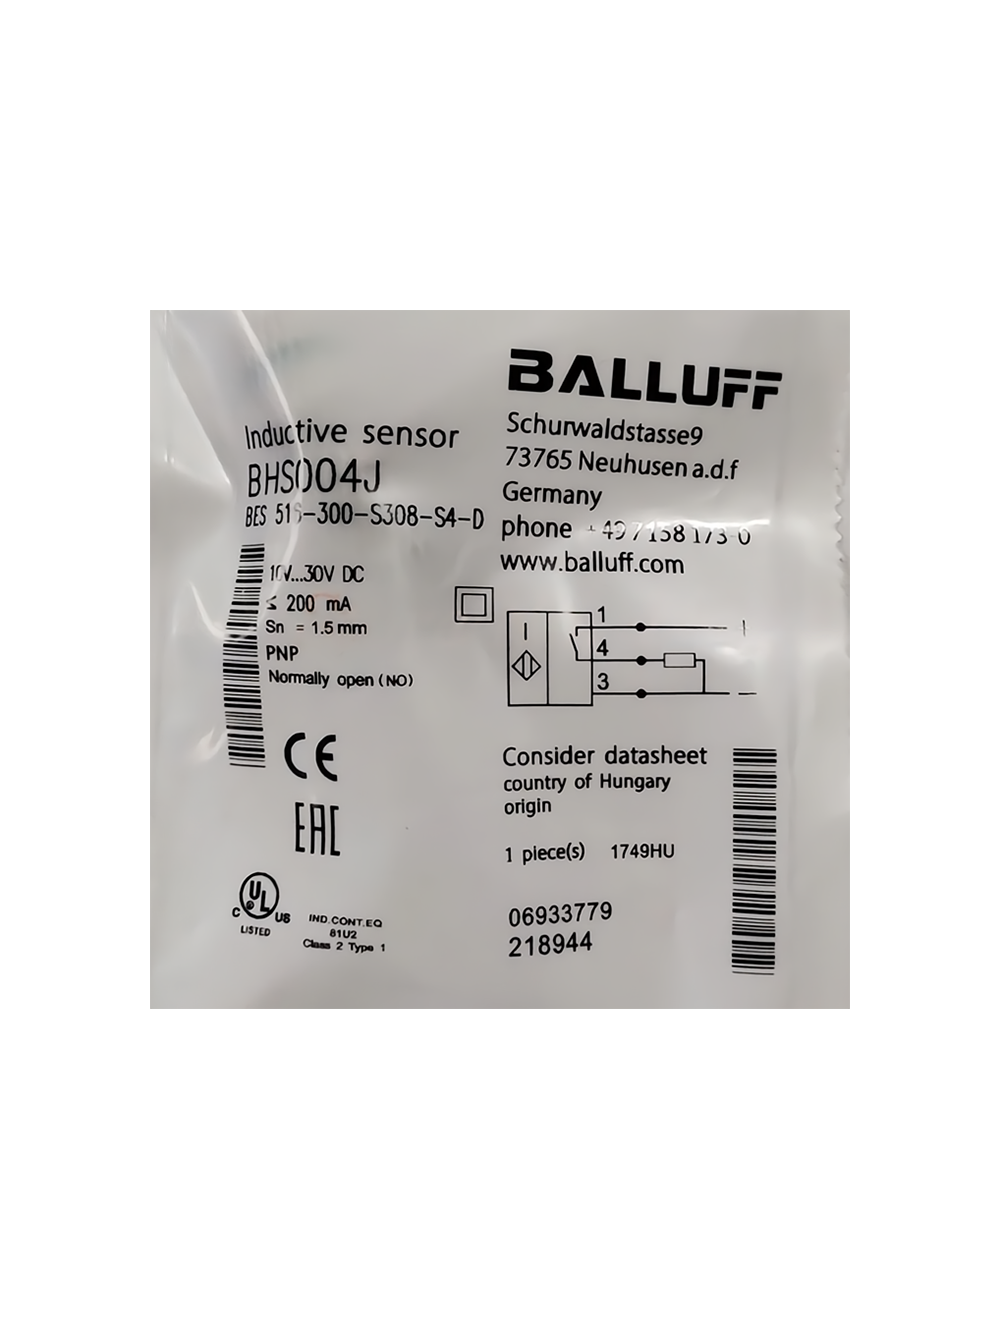 BALLUFF
Schurwaldstasse9
73765 Neuhusen a.d.f
Germany
phone +49 7158 173-0
www.balluff.com
Inductive sensor
BHS004J
BES 516-300-S308-S4-D
10V...30V DC
≤ 200 mA
Sn = 1.5 mm
PNP
Normally open (NO)
1
4
3
CE
EAC
C UL US
LISTED
IND.CONT.EQ
81U2
Class 2 Type 1
Consider datasheet
country of Hungary
origin
1 piece(s) 1749HU
06933779
218944